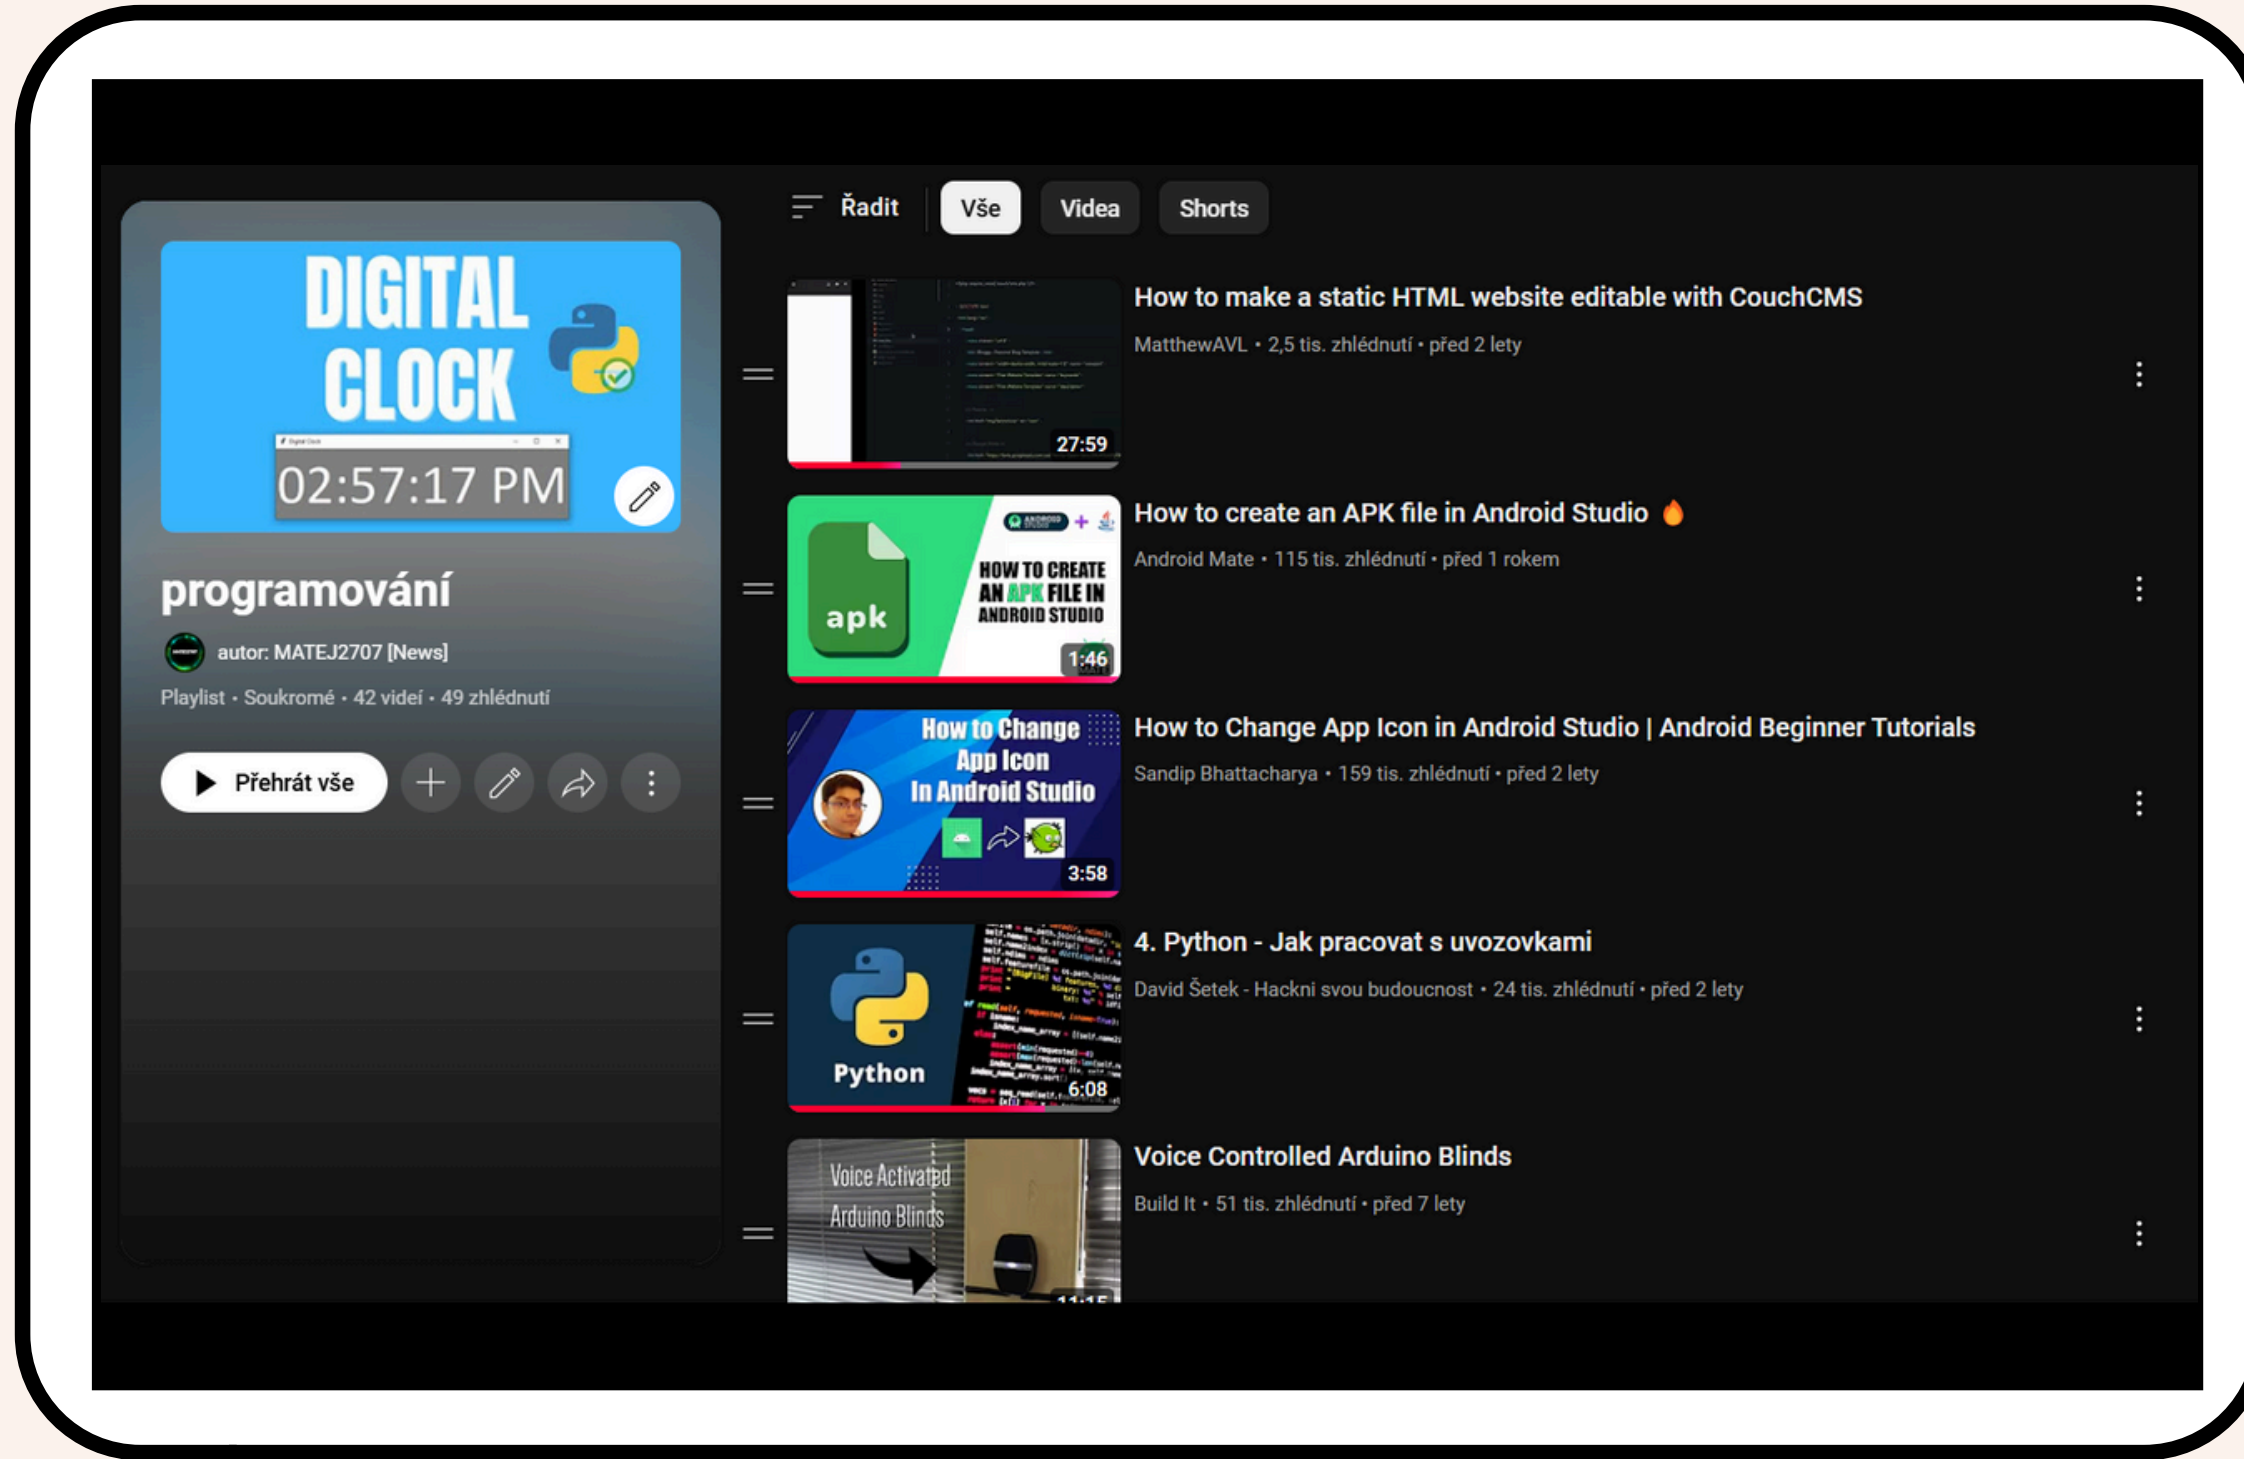 DIGITAL
CLOCK
Digital Clock
02:57:17 PM
programování
autor: MATEJ2707 [News]
Playlist • Soukromé • 42 videí • 49 zhlédnutí
Přehrát vše
Řadit
Vše
Videa
Shorts
27:59
How to make a static HTML website editable with CouchCMS
MatthewAVL • 2,5 tis. zhlédnutí • před 2 lety
ANDROID
STUDIO
+
apk
HOW TO CREATE
AN APK FILE IN
ANDROID STUDIO
1:46
How to create an APK file in Android Studio 🔥
Android Mate • 115 tis. zhlédnutí • před 1 rokem
How to Change
App Icon
In Android Studio
3:58
How to Change App Icon in Android Studio | Android Beginner Tutorials
Sandip Bhattacharya • 159 tis. zhlédnutí • před 2 lety
Python
6:08
4. Python - Jak pracovat s uvozovkami
David Šetek - Hackni svou budoucnost • 24 tis. zhlédnutí • před 2 lety
Voice Activated
Arduino Blinds
11:15
Voice Controlled Arduino Blinds
Build It • 51 tis. zhlédnutí • před 7 lety